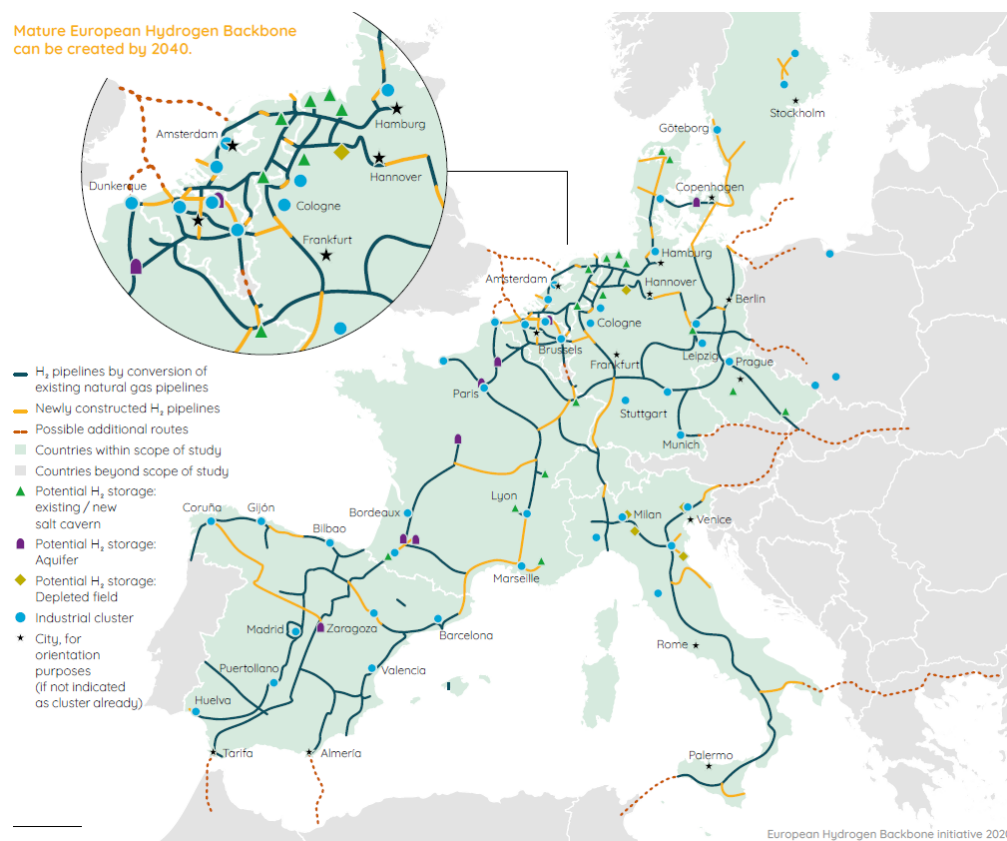 Mature European Hydrogen Backbone
can be created by 2040.
Amsterdam
Hamburg
Hannover
Dunkerque
Cologne
Frankfurt
H₂ pipelines by conversion of
existing natural gas pipelines
Newly constructed H₂ pipelines
Possible additional routes
Countries within scope of study
Countries beyond scope of study
Potential H₂ storage:
existing / new
salt cavern
Potential H₂ storage:
Aquifer
Potential H₂ storage:
Depleted field
Industrial cluster
City, for
orientation
purposes
(if not indicated
as cluster already)
Stockholm
Göteborg
Copenhagen
Hamburg
Amsterdam
Hannover
Berlin
Cologne
Brussels
Leipzig
Prague
Frankfurt
Paris
Stuttgart
Munich
Lyon
Coruña
Gijón
Bilbao
Bordeaux
Milan
Venice
Marseille
Madrid
Zaragoza
Barcelona
Rome
Puertollano
Valencia
Huelva
Tarifa
Almería
Palermo
European Hydrogen Backbone initiative 2020